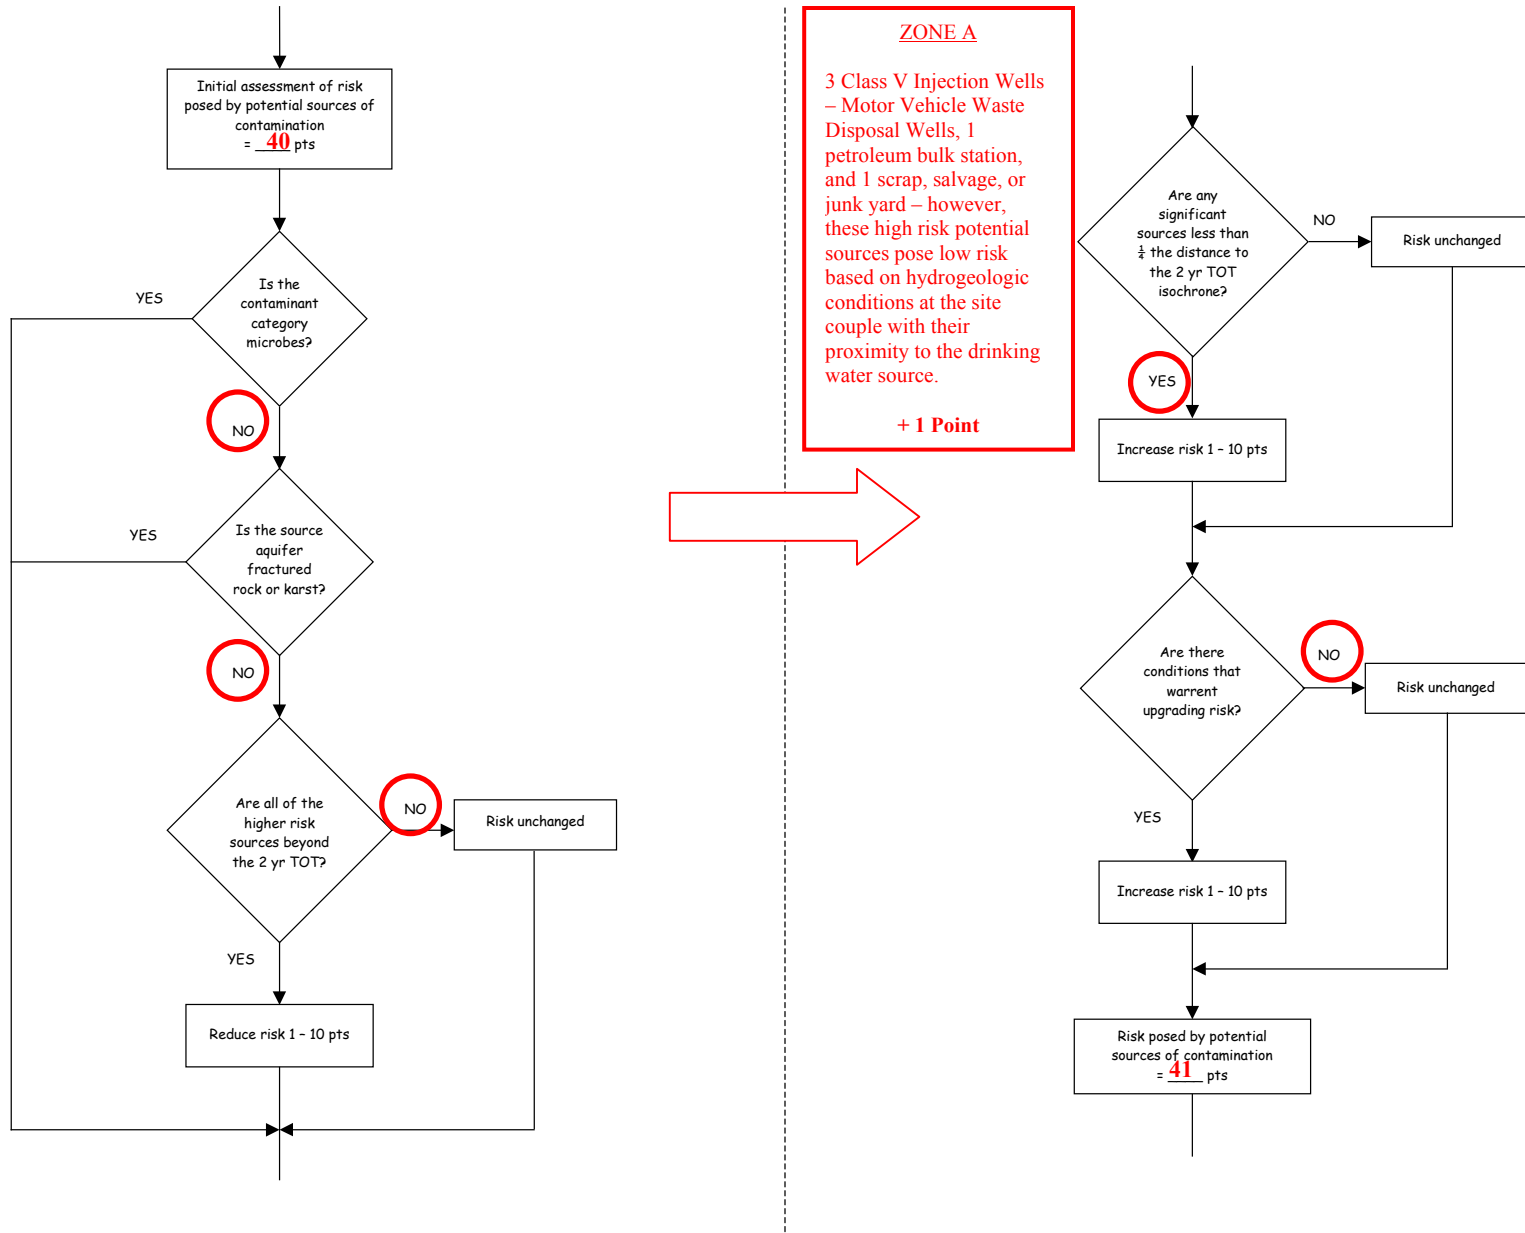 Initial assessment of risk
posed by potential sources of
contamination
= 40 pts
YES
Is the
contaminant
category
microbes?
NO
YES
Is the source
aquifer
fractured
rock or karst?
NO
Are all of the
higher risk
sources beyond
the 2 yr TOT?
NO
Risk unchanged
YES
Reduce risk 1 – 10 pts
ZONE A
3 Class V Injection Wells
– Motor Vehicle Waste
Disposal Wells, 1
petroleum bulk station,
and 1 scrap, salvage, or
junk yard – however,
these high risk potential
sources pose low risk
based on hydrogeologic
conditions at the site
couple with their
proximity to the drinking
water source.
+ 1 Point
Are any
significant
sources less than
¼ the distance to
the 2 yr TOT
isochrone?
NO
Risk unchanged
YES
Increase risk 1 – 10 pts
Are there
conditions that
warrent
upgrading risk?
NO
Risk unchanged
YES
Increase risk 1 – 10 pts
Risk posed by potential
sources of contamination
= 41 pts